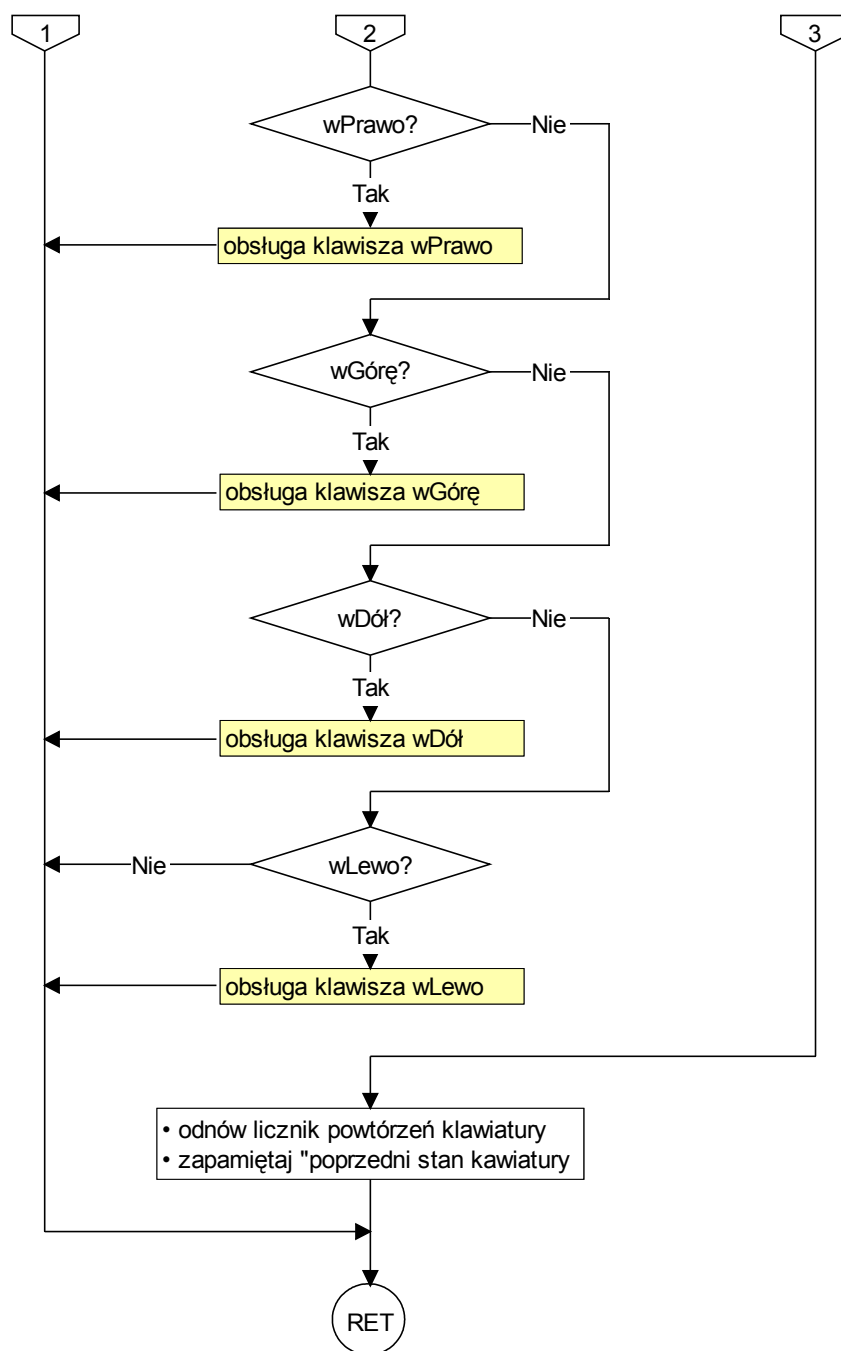 1
2
3
wPrawo?
Nie
Tak
obsługa klawisza wPrawo
wGórę?
Nie
Tak
obsługa klawisza wGórę
wDół?
Nie
Tak
obsługa klawisza wDół
Nie
wLewo?
Tak
obsługa klawisza wLewo
• odnów licznik powtórzeń klawiatury
• zapamiętaj "poprzedni stan kawiatury
RET